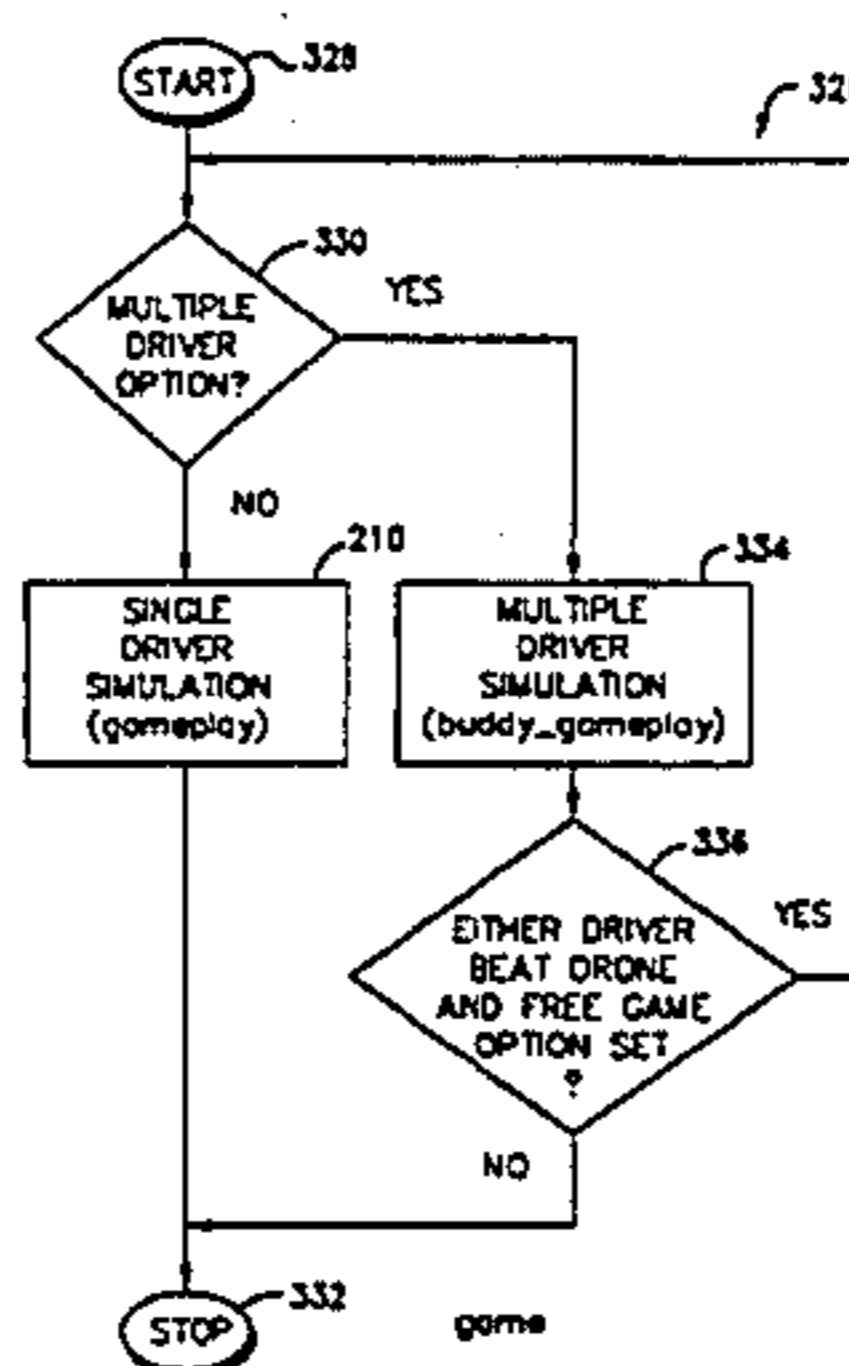 START
328
330
MULTIPLE
DRIVER
OPTION?
YES
NO
210
SINGLE
DRIVER
SIMULATION
(gameplay)
334
MULTIPLE
DRIVER
SIMULATION
(buddy_gameplay)
336
EITHER DRIVER
BEAT DRONE
AND FREE GAME
OPTION SET
?
YES
NO
STOP
332
game